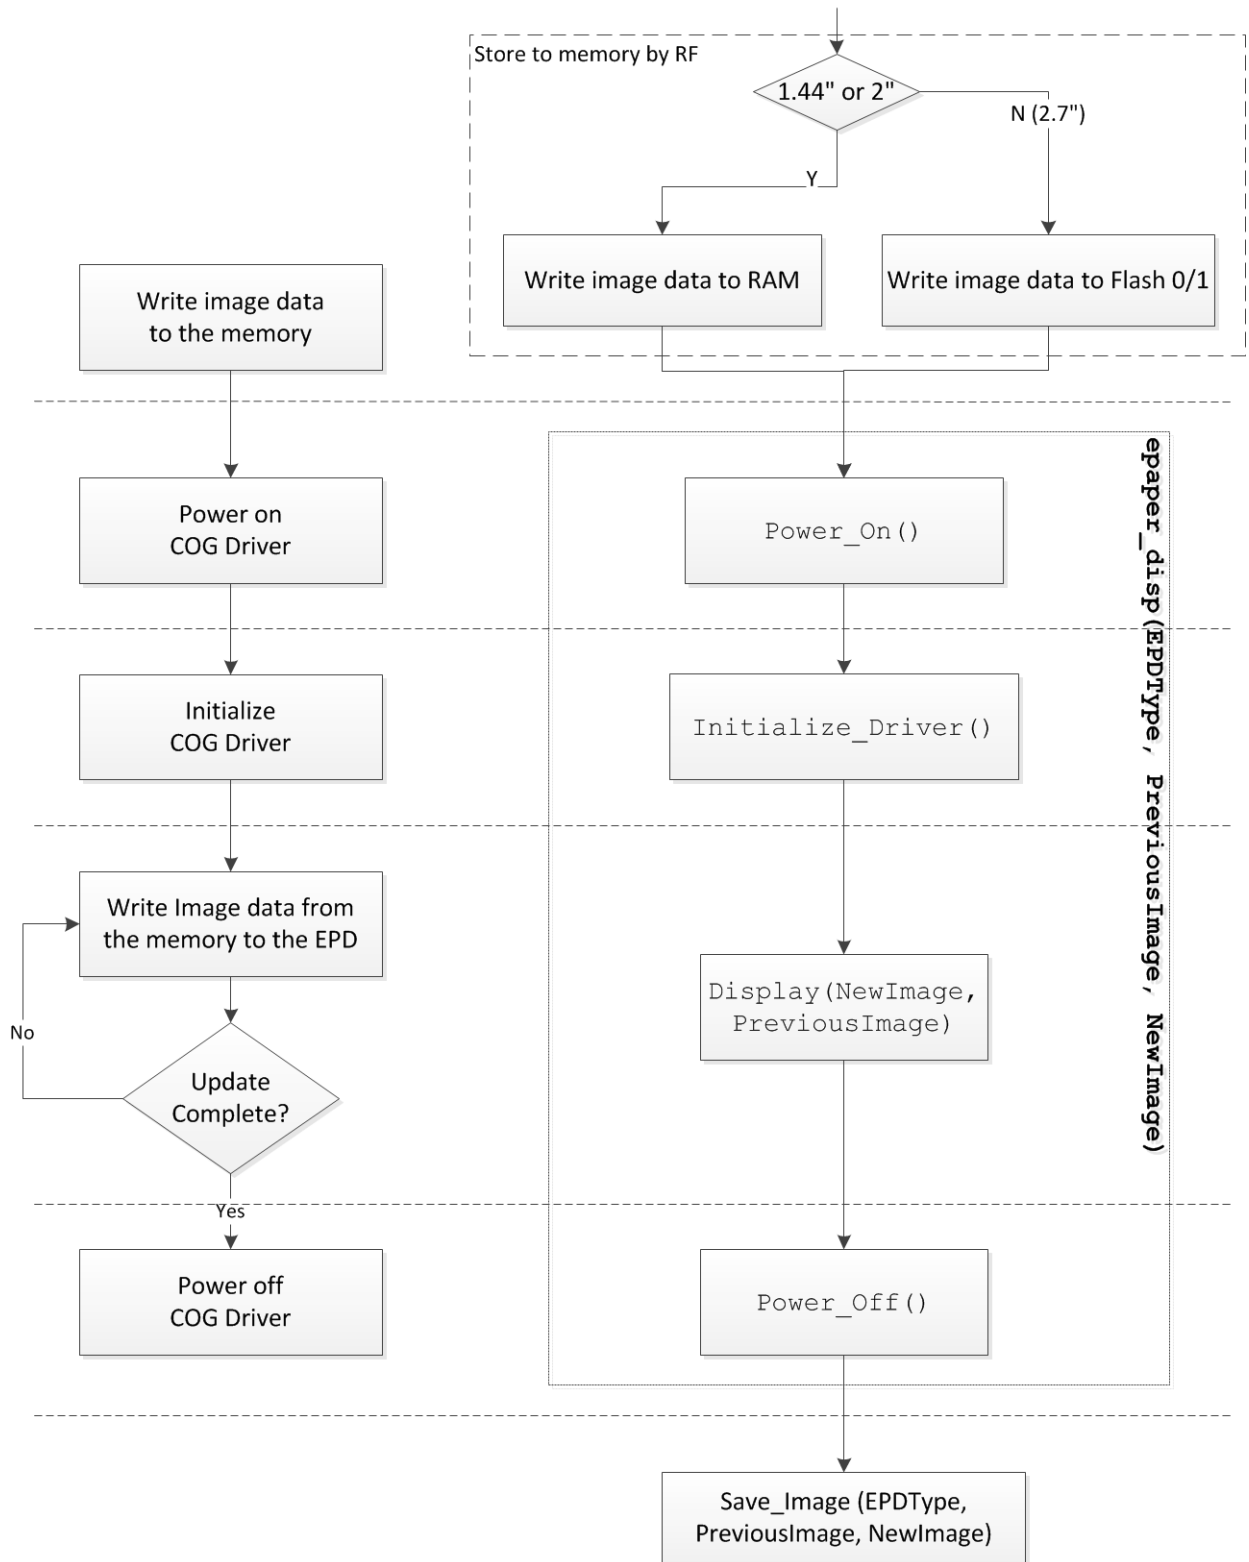 Store to memory by RF
1.44" or 2"
N (2.7")
Y
Write image data to RAM
Write image data to Flash 0/1
Write image data
to the memory
Power on
COG Driver
Power_On()
Initialize
COG Driver
Initialize_Driver()
Write Image data from
the memory to the EPD
Display(NewImage,
PreviousImage)
No
Update
Complete?
Yes
Power off
COG Driver
Power_Off()
epaper_disp(EPDType, PreviousImage, NewImage)
Save_Image (EPDType,
PreviousImage, NewImage)